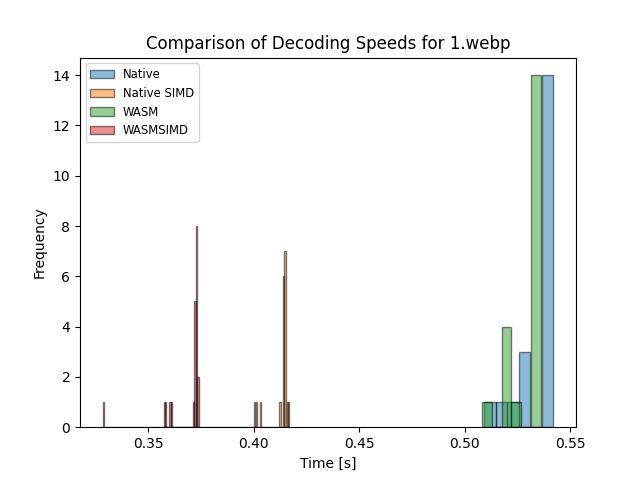 Comparison of Decoding Speeds for 1.webp
Native
Native SIMD
WASM
WASMSIMD
14
12
10
8
6
4
2
0
Frequency
0.35
0.40
0.45
0.50
0.55
Time [s]